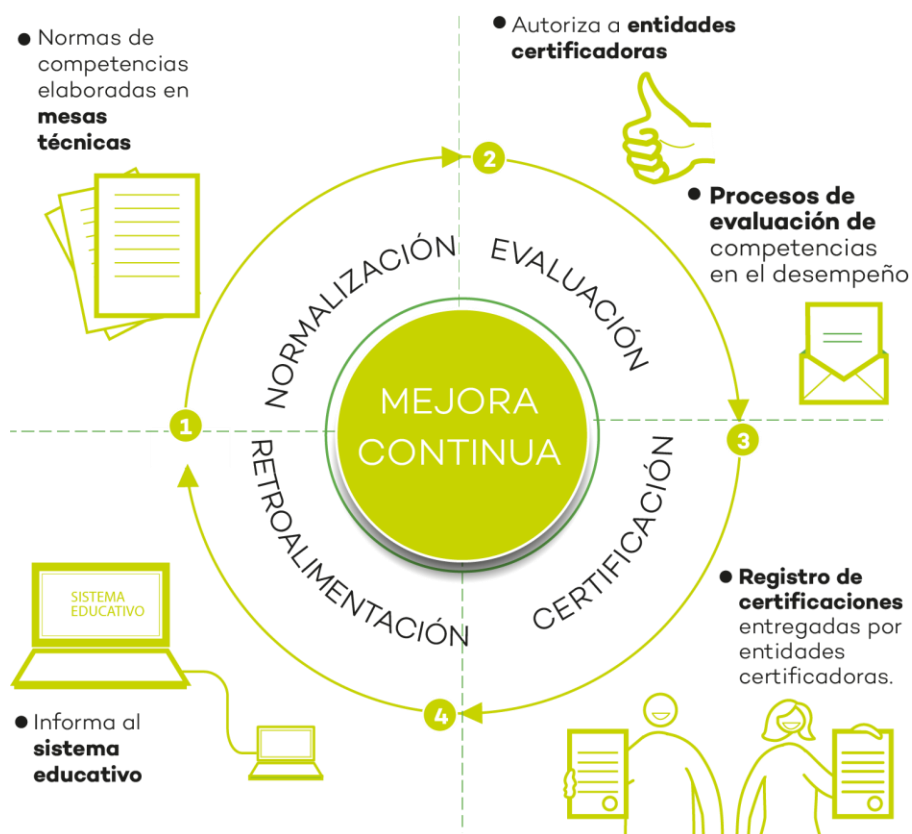 ● Normas de
competencias
elaboradas en
mesas
técnicas
● Autoriza a entidades
certificadoras
● Procesos de
evaluación de
competencias
en el desempeño
1
NORMALIZACIÓN
2
EVALUACIÓN
MEJORA
CONTINUA
3
CERTIFICACIÓN
4
RETROALIMENTACIÓN
● Registro de
certificaciones
entregadas por
entidades
certificadoras.
SISTEMA
EDUCATIVO
● Informa al
sistema
educativo